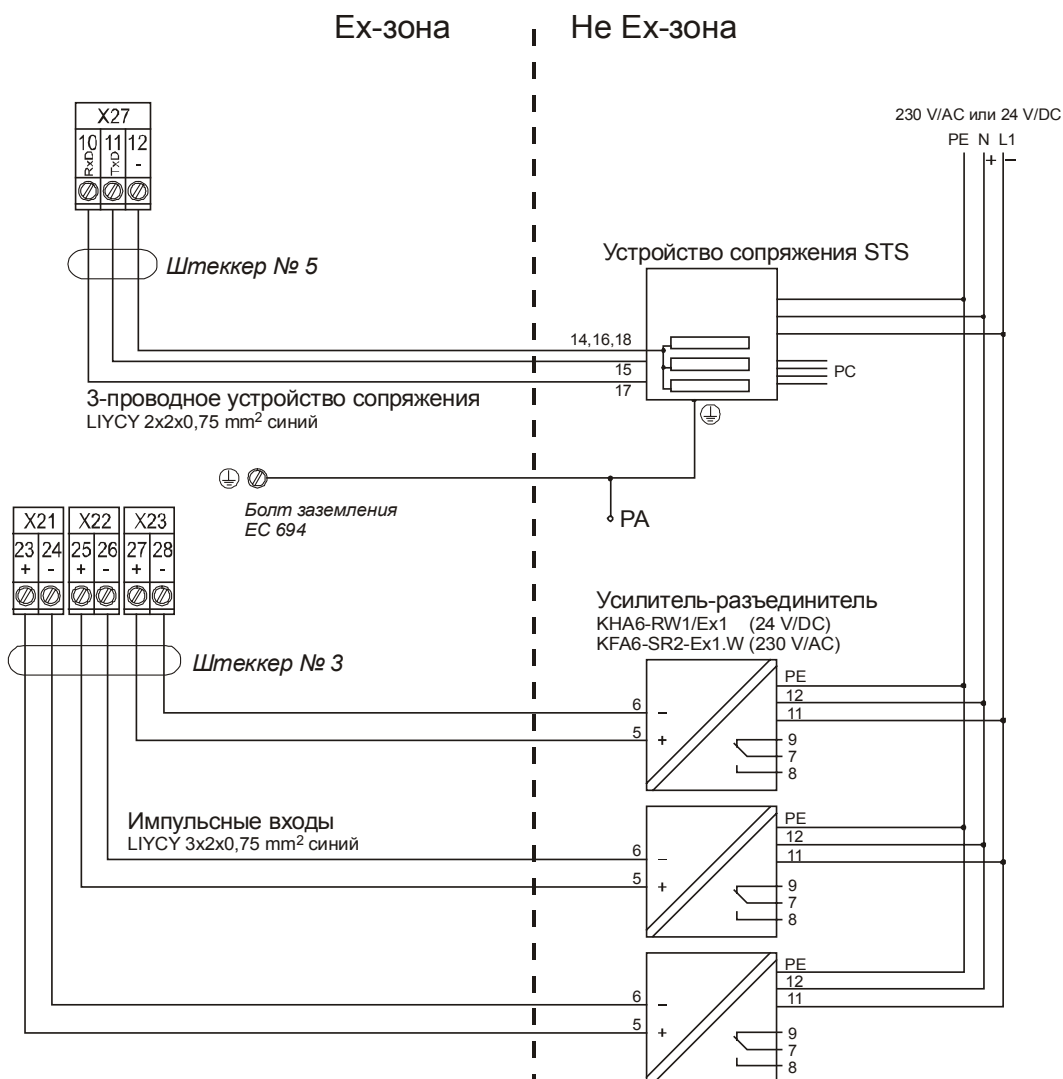 Ex-зона
Не Ex-зона
X27
10 11 12
RxD TxD -
Штеккер № 5
230 V/AC или 24 V/DC
PE N L1
+ -
Устройство сопряжения STS
14,16,18
15
17
PC
3-проводное устройство сопряжения
LIYCY 2x2x0,75 mm² синий
Болт заземления
EC 694
PA
X21 X22 X23
23 24 25 26 27 28
+ - + - + -
Штеккер № 3
Усилитель-разъединитель
KHA6-RW1/Ex1 (24 V/DC)
KFA6-SR2-Ex1.W (230 V/AC)
6 -
5 +
PE
12
11
9
7
8
Импульсные входы
LIYCY 3x2x0,75 mm² синий
6 -
5 +
PE
12
11
9
7
8
6 -
5 +
PE
12
11
9
7
8